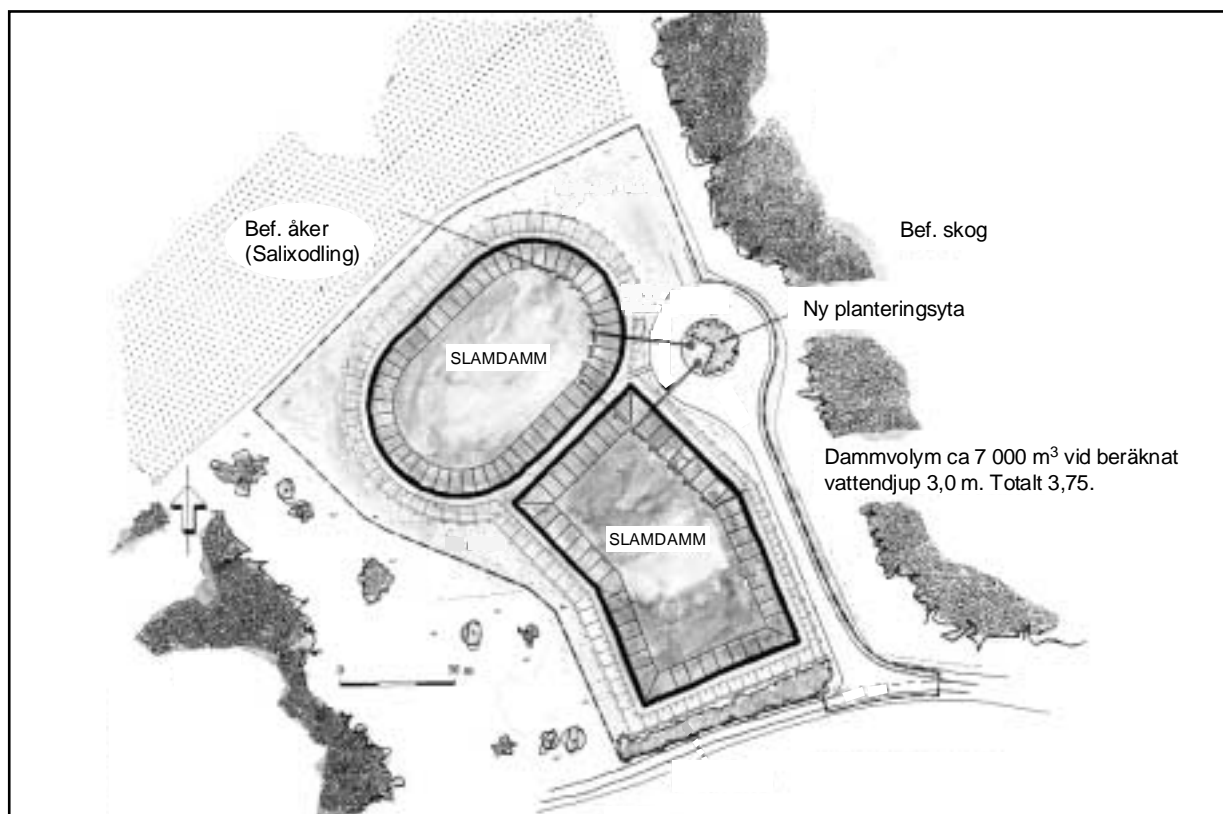 Bef. åker
(Salixodling)
Bef. skog
Ny planteringsyta
SLAMDAMM
Dammvolym ca 7 000 m³ vid beräknat
vattendjup 3,0 m. Totalt 3,75.
SLAMDAMM